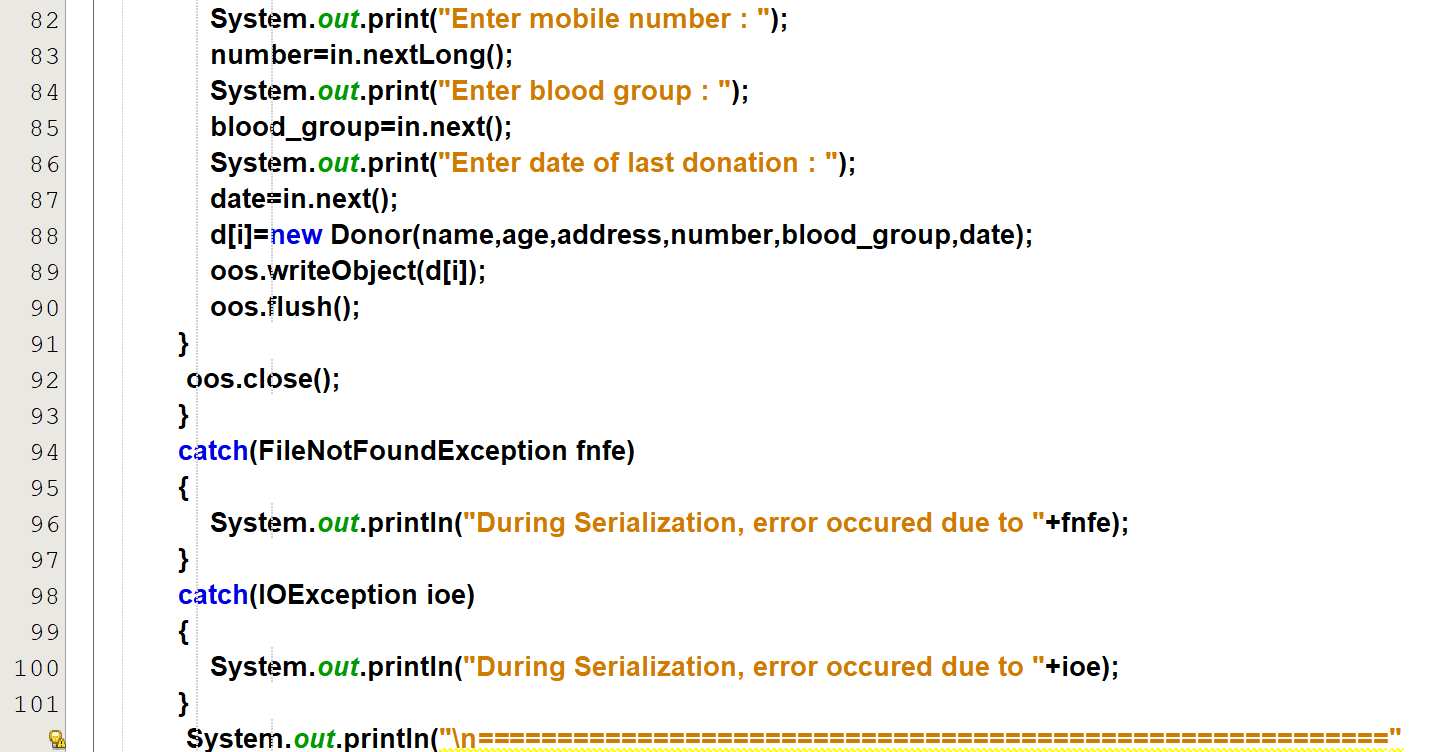 82 System.out.print("Enter mobile number : ");
83 number=in.nextLong();
84 System.out.print("Enter blood group : ");
85 blood_group=in.next();
86 System.out.print("Enter date of last donation : ");
87 date=in.next();
88 d[i]=new Donor(name,age,address,number,blood_group,date);
89 oos.writeObject(d[i]);
90 oos.flush();
91 }
92 oos.close();
93 }
94 catch(FileNotFoundException fnfe)
95 {
96 System.out.println("During Serialization, error occured due to "+fnfe);
97 }
98 catch(IOException ioe)
99 {
100 System.out.println("During Serialization, error occured due to "+ioe);
101 }
System.out.println("\n=========================================================="